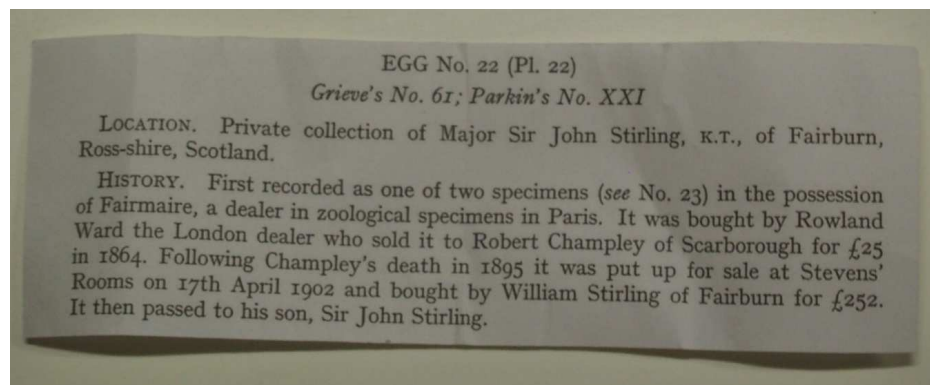 EGG No. 22 (Pl. 22)
Grieve's No. 61; Parkin's No. XXI
LOCATION. Private collection of Major Sir John Stirling, K.T., of Fairburn,
Ross-shire, Scotland.
HISTORY. First recorded as one of two specimens (see No. 23) in the possession
of Fairmaire, a dealer in zoological specimens in Paris. It was bought by Rowland
Ward the London dealer who sold it to Robert Champley of Scarborough for £25
in 1864. Following Champley's death in 1895 it was put up for sale at Stevens'
Rooms on 17th April 1902 and bought by William Stirling of Fairburn for £252.
It then passed to his son, Sir John Stirling.